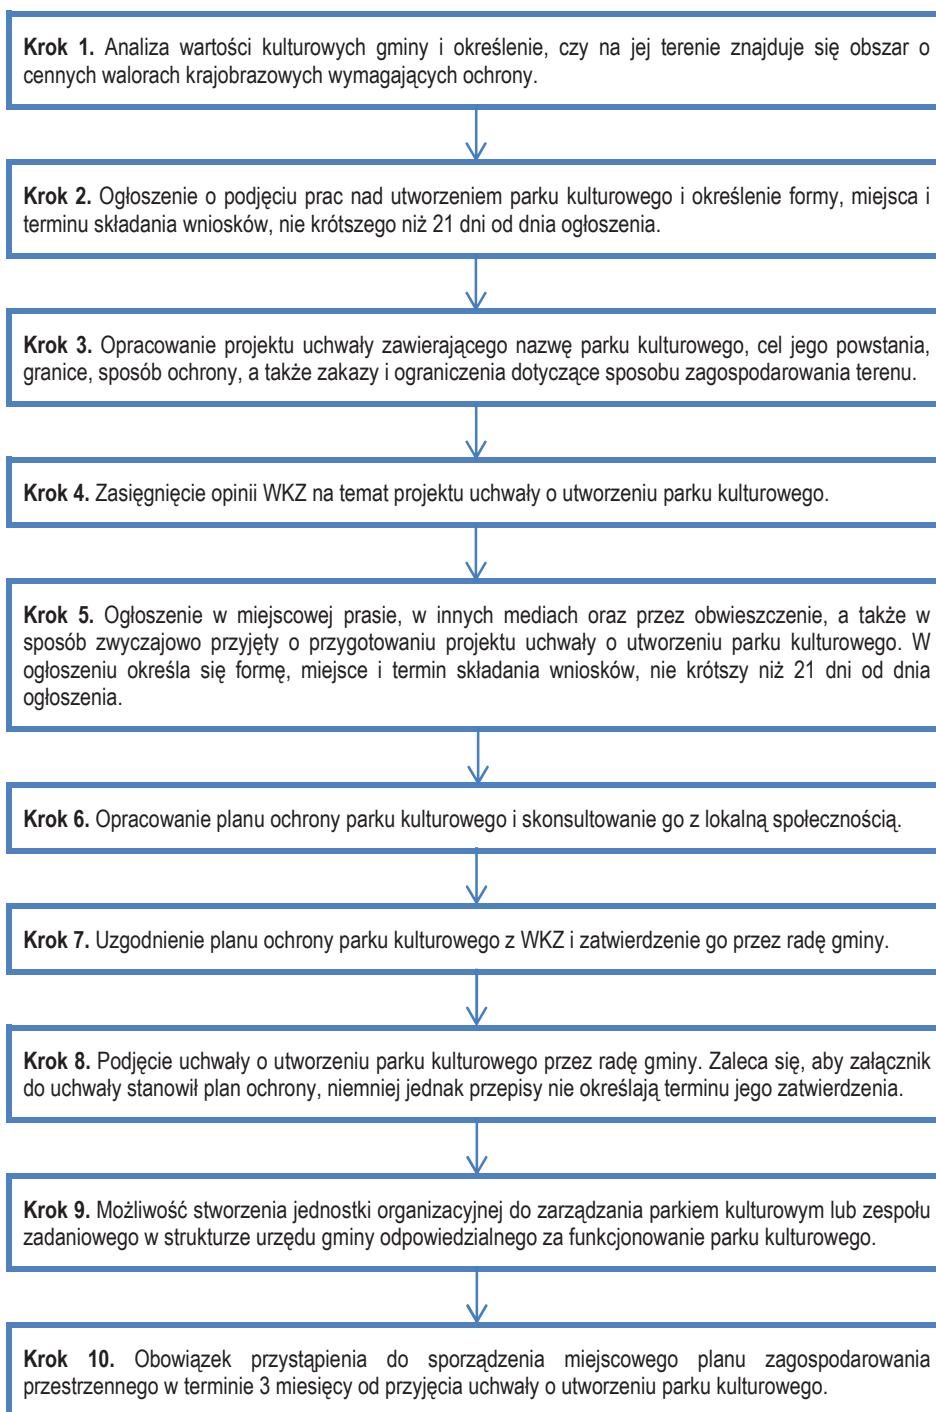 Krok 1. Analiza wartości kulturowych gminy i określenie, czy na jej terenie znajduje się obszar o
cennych walorach krajobrazowych wymagających ochrony.
Krok 2. Ogłoszenie o podjęciu prac nad utworzeniem parku kulturowego i określenie formy, miejsca i
terminu składania wniosków, nie krótszego niż 21 dni od dnia ogłoszenia.
Krok 3. Opracowanie projektu uchwały zawierającego nazwę parku kulturowego, cel jego powstania,
granice, sposób ochrony, a także zakazy i ograniczenia dotyczące sposobu zagospodarowania terenu.
Krok 4. Zasięgnięcie opinii WKZ na temat projektu uchwały o utworzeniu parku kulturowego.
Krok 5. Ogłoszenie w miejscowej prasie, w innych mediach oraz przez obwieszczenie, a także w
sposób zwyczajowo przyjęty o przygotowaniu projektu uchwały o utworzeniu parku kulturowego. W
ogłoszeniu określa się formę, miejsce i termin składania wniosków, nie krótszy niż 21 dni od dnia
ogłoszenia.
Krok 6. Opracowanie planu ochrony parku kulturowego i skonsultowanie go z lokalną społecznością.
Krok 7. Uzgodnienie planu ochrony parku kulturowego z WKZ i zatwierdzenie go przez radę gminy.
Krok 8. Podjęcie uchwały o utworzeniu parku kulturowego przez radę gminy. Zaleca się, aby załącznik
do uchwały stanowił plan ochrony, niemniej jednak przepisy nie określają terminu jego zatwierdzenia.
Krok 9. Możliwość stworzenia jednostki organizacyjnej do zarządzania parkiem kulturowym lub zespołu
zadaniowego w strukturze urzędu gminy odpowiedzialnego za funkcjonowanie parku kulturowego.
Krok 10. Obowiązek przystąpienia do sporządzenia miejscowego planu zagospodarowania
przestrzennego w terminie 3 miesięcy od przyjęcia uchwały o utworzeniu parku kulturowego.